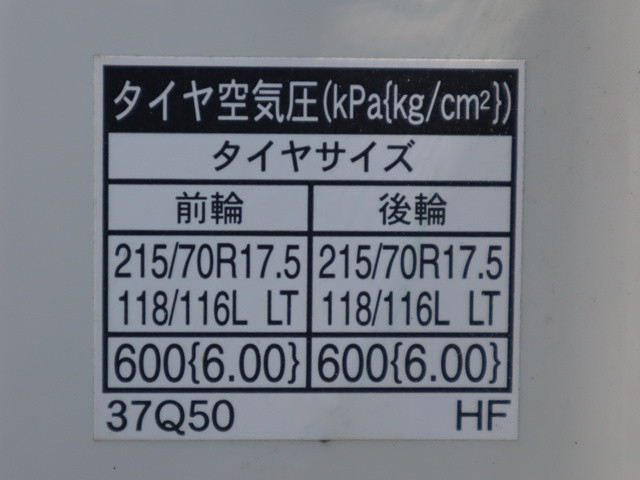 タイヤ空気圧(kPa{kg/cm²})
タイヤサイズ
前輪 後輪
215/70R17.5 215/70R17.5
118/116L LT 118/116L LT
600{6.00} 600{6.00}
37Q50 HF